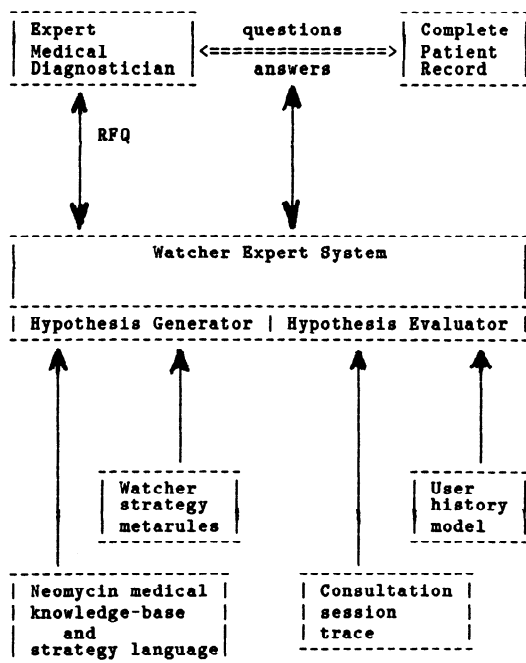 Expert
Medical
Diagnostician
questions
<===============>
answers
Complete
Patient
Record
RFQ
Watcher Expert System
Hypothesis Generator | Hypothesis Evaluator
Watcher
strategy
metarules
User
history
model
Neomycin medical
knowledge-base
and
strategy language
Consultation
session
trace